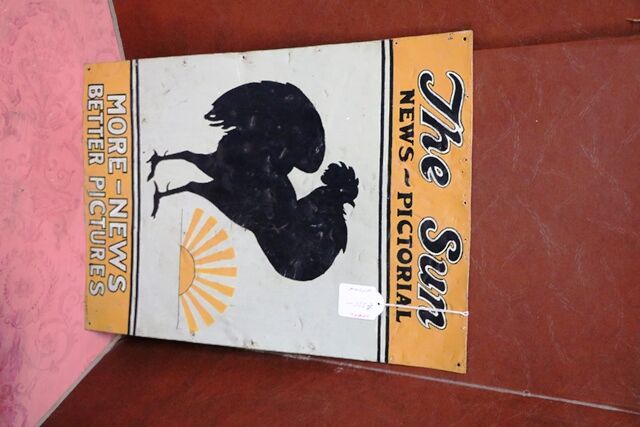 The Sun
NEWS - PICTORIAL
MORE - NEWS
BETTER PICTURES